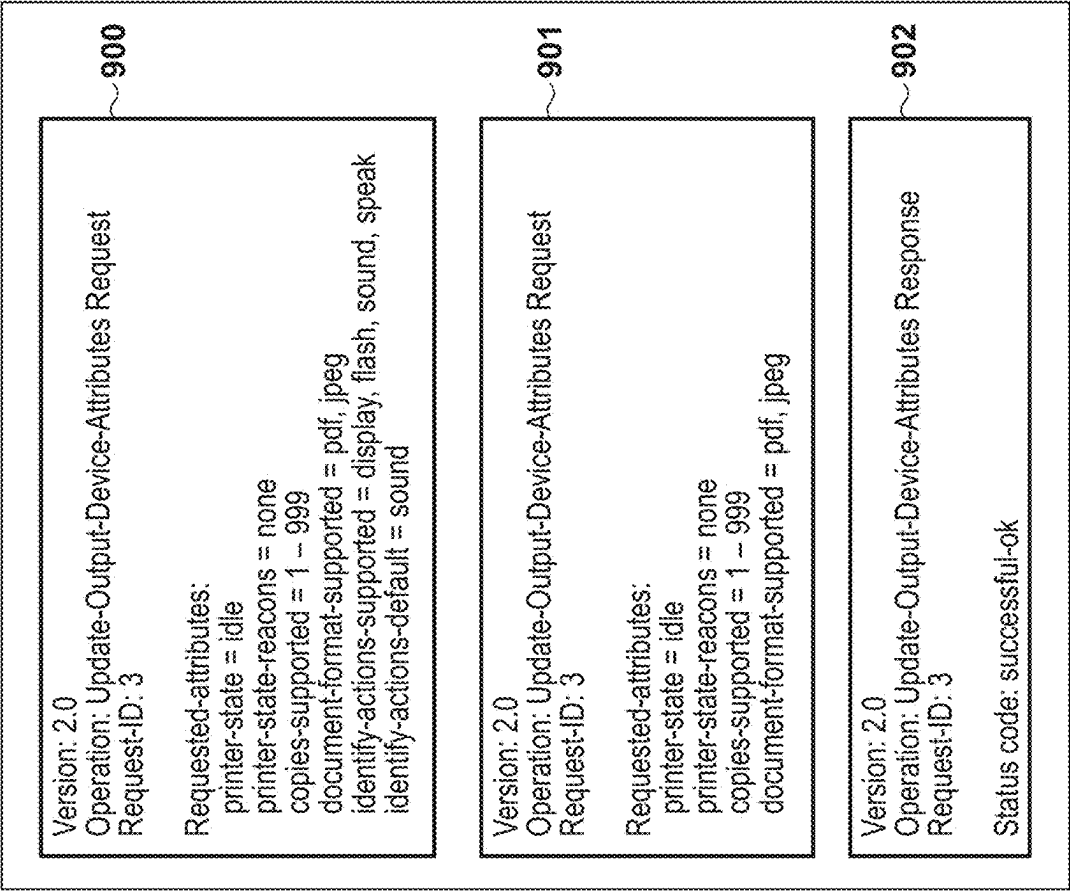 900
Version: 2.0
Operation: Update-Output-Device-Attributes Request
Request-ID: 3
Requested-attributes:
printer-state = idle
printer-state-reacons = none
copies-supported = 1 – 999
document-format-supported = pdf, jpeg
identify-actions-supported = display, flash, sound, speak
identify-actions-default = sound
901
Version: 2.0
Operation: Update-Output-Device-Attributes Request
Request-ID: 3
Requested-attributes:
printer-state = idle
printer-state-reacons = none
copies-supported = 1 – 999
document-format-supported = pdf, jpeg
902
Version: 2.0
Operation: Update-Output-Device-Attributes Response
Request-ID: 3
Status code: successful-ok